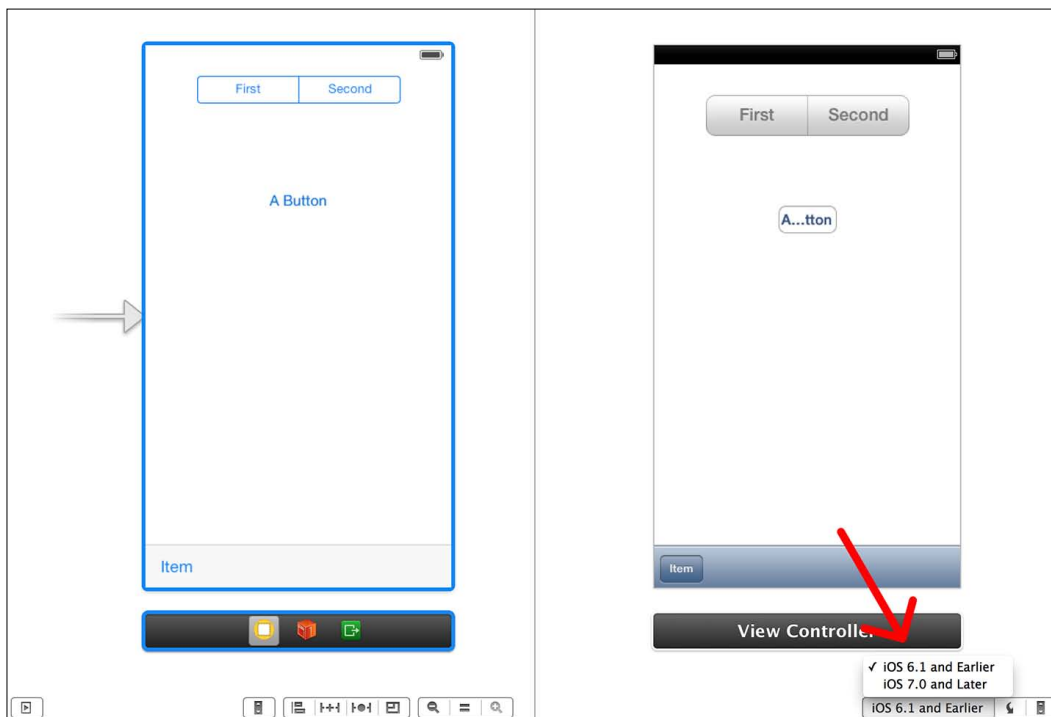 First Second
A Button
Item
First Second
A...tton
Item
View Controller
✓ iOS 6.1 and Earlier
iOS 7.0 and Later
iOS 6.1 and Earlier